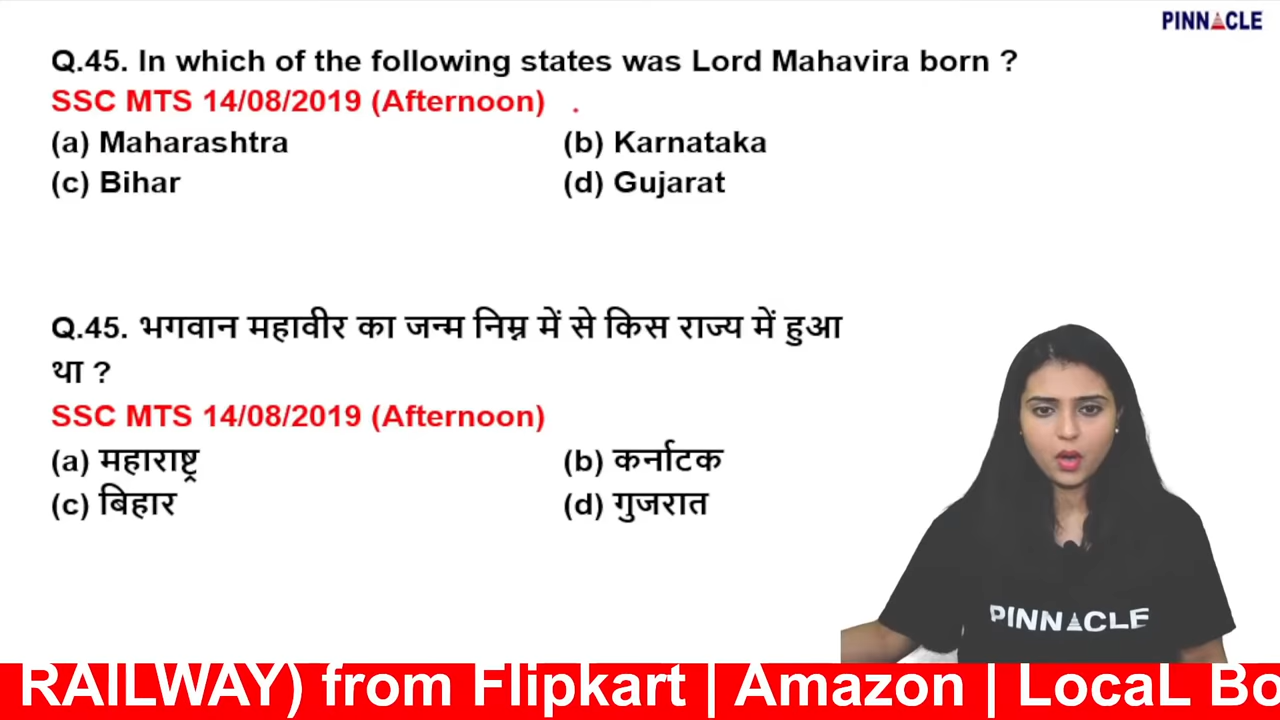 PINNACLE
Q.45. In which of the following states was Lord Mahavira born ?
SSC MTS 14/08/2019 (Afternoon)
(a) Maharashtra (b) Karnataka
(c) Bihar (d) Gujarat
Q.45. भगवान महावीर का जन्म निम्न में से किस राज्य में हुआ
था ?
SSC MTS 14/08/2019 (Afternoon)
(a) महाराष्ट्र (b) कर्नाटक
(c) बिहार (d) गुजरात
PINNACLE
RAILWAY) from Flipkart | Amazon | LocaL Bo